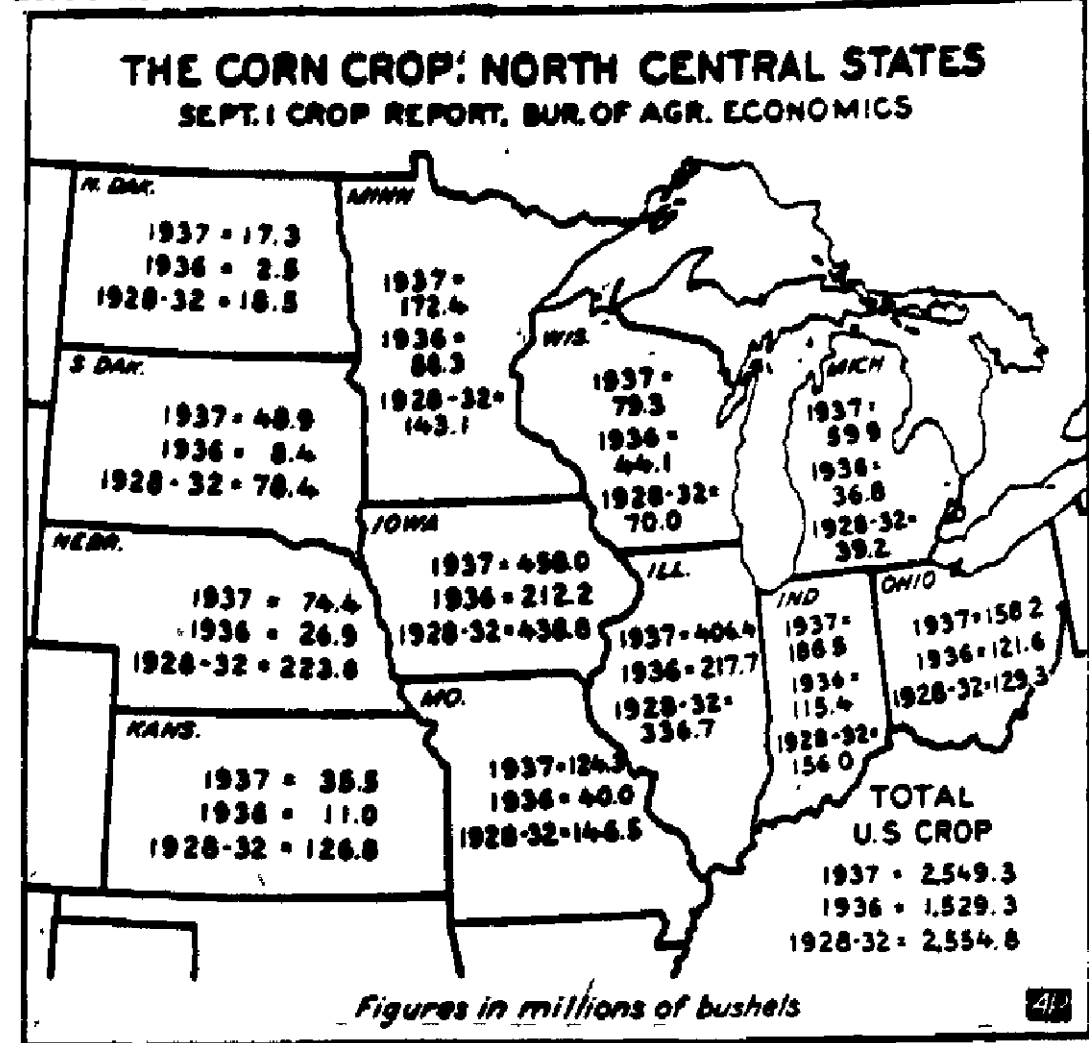 THE CORN CROP: NORTH CENTRAL STATES
SEPT. 1 CROP REPORT. BUR. OF AGR. ECONOMICS
N. DAK.
1937 = 17.3
1936 = 2.5
1928-32 = 18.5
MINN
1937 =
172.4
1936 =
88.3
1928-32=
143.1
S DAK.
1937= 48.9
1936 = 8.4
1928-32 = 78.4
WIS.
1937=
79.3
1936=
44.1
1928-32=
70.0
MICH
1937=
59 9
1936=
36.8
1928-32=
39.2
NEBR.
1937 = 74.4
1936 = 26.9
1928-32 = 223.8
IOWA
1937= 458.0
1936=212.2
1928-32=438.8
ILL.
1937=406.4
1936=217.7
1928-32=
336.7
IND
1937=
186.5
1936=
115.4
1928-32=
156 0
OHIO
1937=158 2
1936=121.6
1928-32=129.3
KANS.
1937 = 35.5
1936 = 11.0
1928-32 = 126.8
MO.
1937=124.3
1936=40.0
1928-32=146.5
TOTAL
U.S CROP
1937 = 2,549.3
1936 = 1,529.3
1928-32= 2,554.8
Figures in millions of bushels
AP